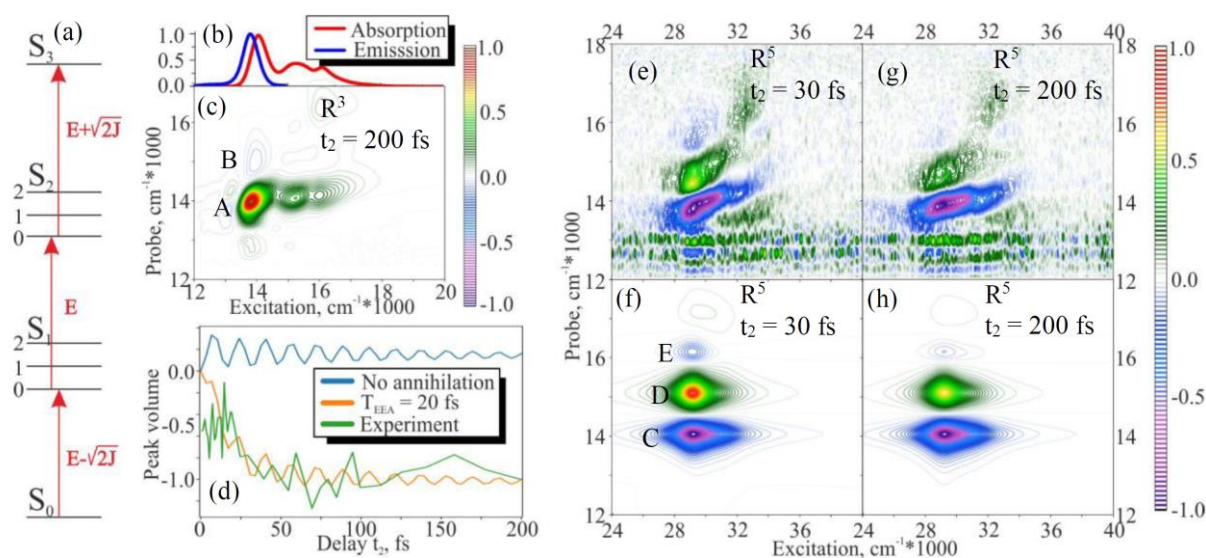 (a)
S3
E+√2J
S2
2
1
0
E
S1
2
1
0
E-√2J
S0
(b)
1.0
0.5
0.0
Absorption
Emisssion
(c)
R3
t2 = 200 fs
B
A
16
14
12
Probe, cm-1*1000
12 14 16 18 20
Excitation, cm-1*1000
1.0
0.5
0.0
-0.5
-1.0
0.0
-0.5
-1.0
Peak volume
No annihilation
TEEA = 20 fs
Experiment
(d)
0 50 100 150 200
Delay t2, fs
24 28 32 36 24 28 32 36 40
18
16
14
12
(e)
R5
t2 = 30 fs
(g)
R5
t2 = 200 fs
18
16
14
12
Probe, cm-1*1000
(f)
R5
t2 = 30 fs
E
D
C
(h)
R5
t2 = 200 fs
16
14
12
16
14
12
24 28 32 36 24 28 32 36 40
Excitation, cm-1*1000
1.0
0.5
0.0
-0.5
-1.0